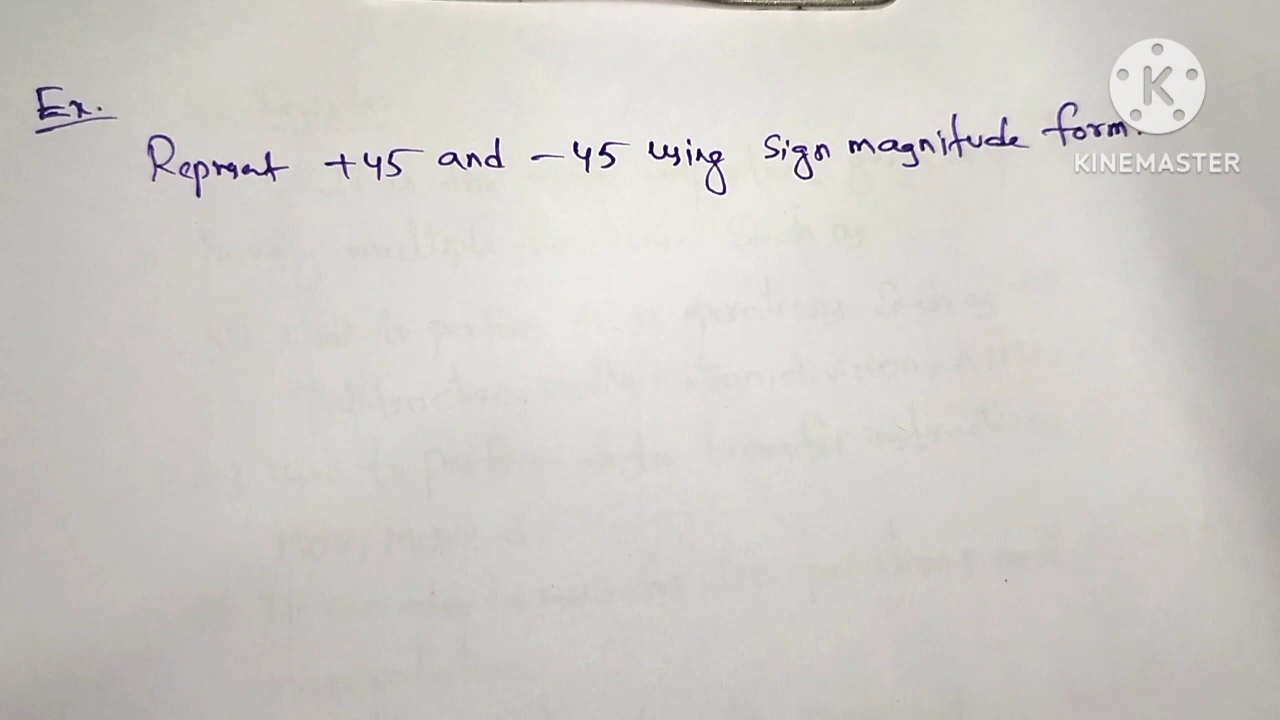 Ex.
Represent +45 and -45 using sign magnitude form.
KINEMASTER